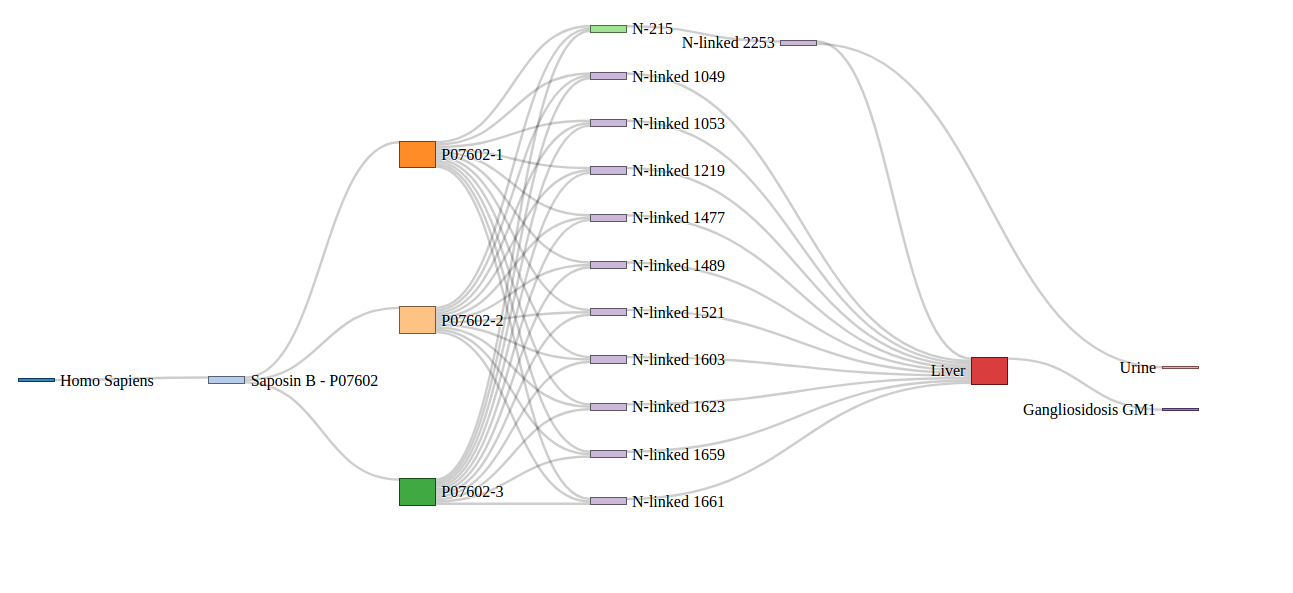 N-215
N-linked 2253
N-linked 1049
N-linked 1053
P07602-1
N-linked 1219
N-linked 1477
N-linked 1489
N-linked 1521
P07602-2
N-linked 1603
Liver
Urine
Homo Sapiens
Saposin B - P07602
N-linked 1623
Gangliosidosis GM1
N-linked 1659
P07602-3
N-linked 1661